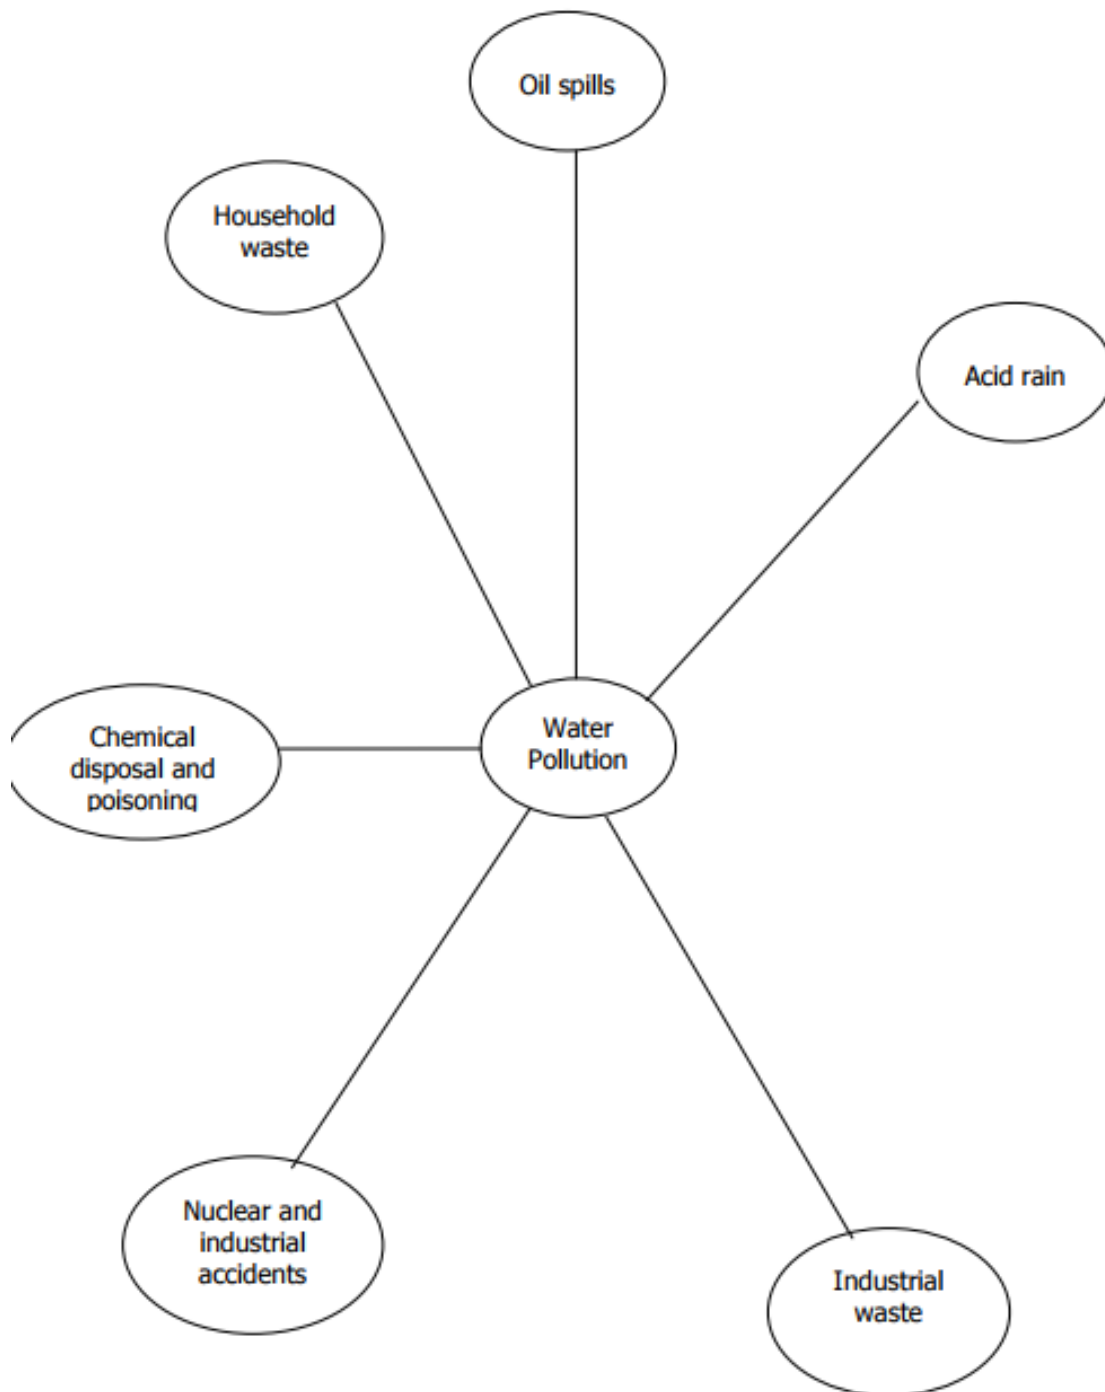 Oil spills
Household
waste
Acid rain
Water
Pollution
Chemical
disposal and
poisoning
Nuclear and
industrial
accidents
Industrial
waste